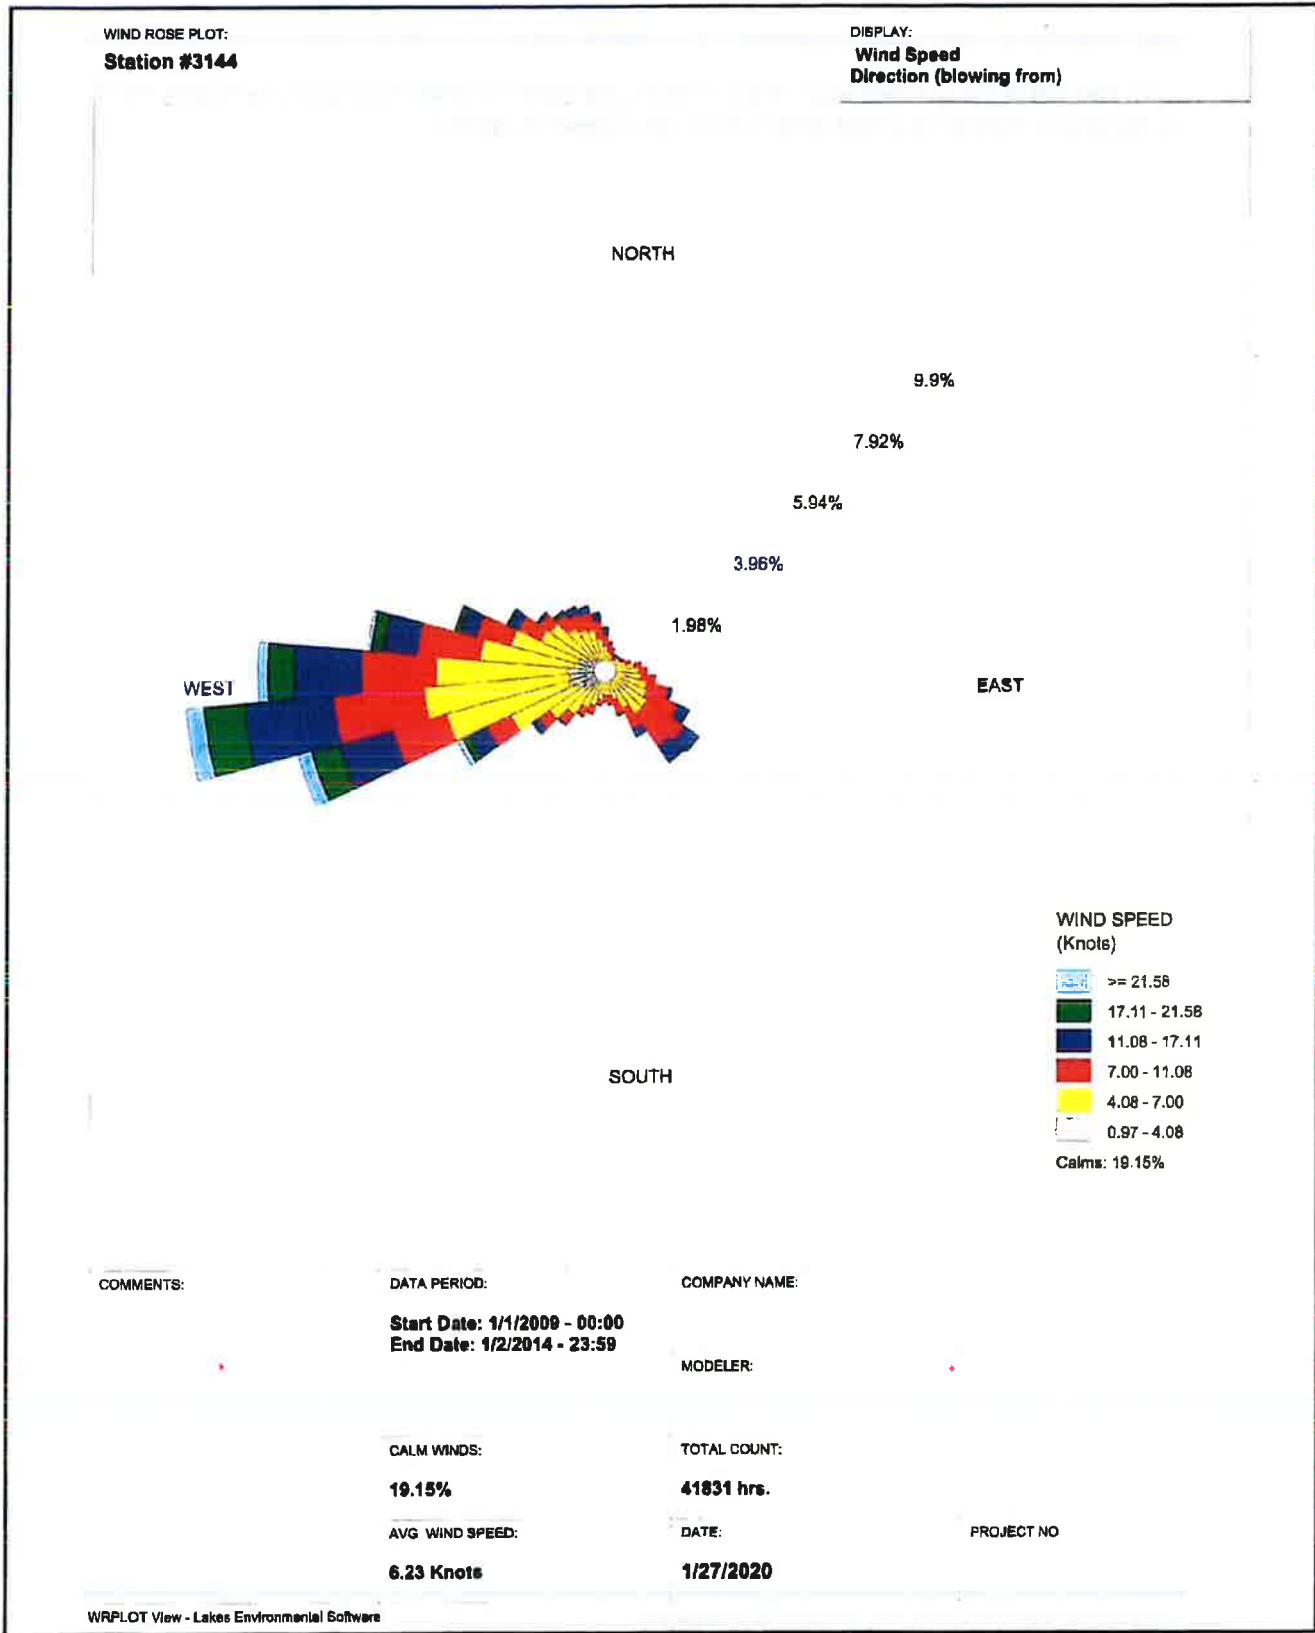 WIND ROSE PLOT:
Station #3144
DISPLAY:
Wind Speed
Direction (blowing from)
NORTH
9.9%
7.92%
5.94%
3.96%
1.98%
WEST
EAST
SOUTH
WIND SPEED
(Knots)
>= 21.58
17.11 - 21.58
11.08 - 17.11
7.00 - 11.08
4.08 - 7.00
0.97 - 4.08
Calms: 19.15%
COMMENTS:
DATA PERIOD:
Start Date: 1/1/2009 - 00:00
End Date: 1/2/2014 - 23:59
COMPANY NAME:
MODELER:
CALM WINDS:
19.15%
TOTAL COUNT:
41831 hrs.
AVG WIND SPEED:
6.23 Knots
DATE:
1/27/2020
PROJECT NO
WRPLOT View - Lakes Environmental Software